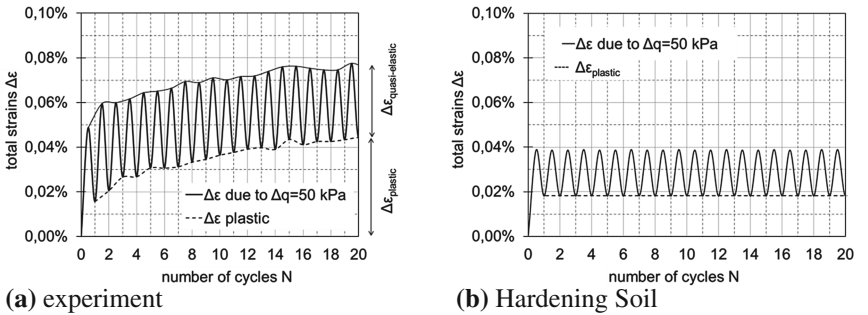 total strains Δε
0,10%
0,08%
0,06%
0,04%
0,02%
0,00%
0 2 4 6 8 10 12 14 16 18 20
number of cycles N
Δε due to Δq=50 kPa
Δε plastic
Δεquasi-elastic
Δεplastic
(a) experiment
total strains Δε
0,10%
0,08%
0,06%
0,04%
0,02%
0,00%
0 2 4 6 8 10 12 14 16 18 20
number of cycles N
Δε due to Δq=50 kPa
Δεplastic
(b) Hardening Soil